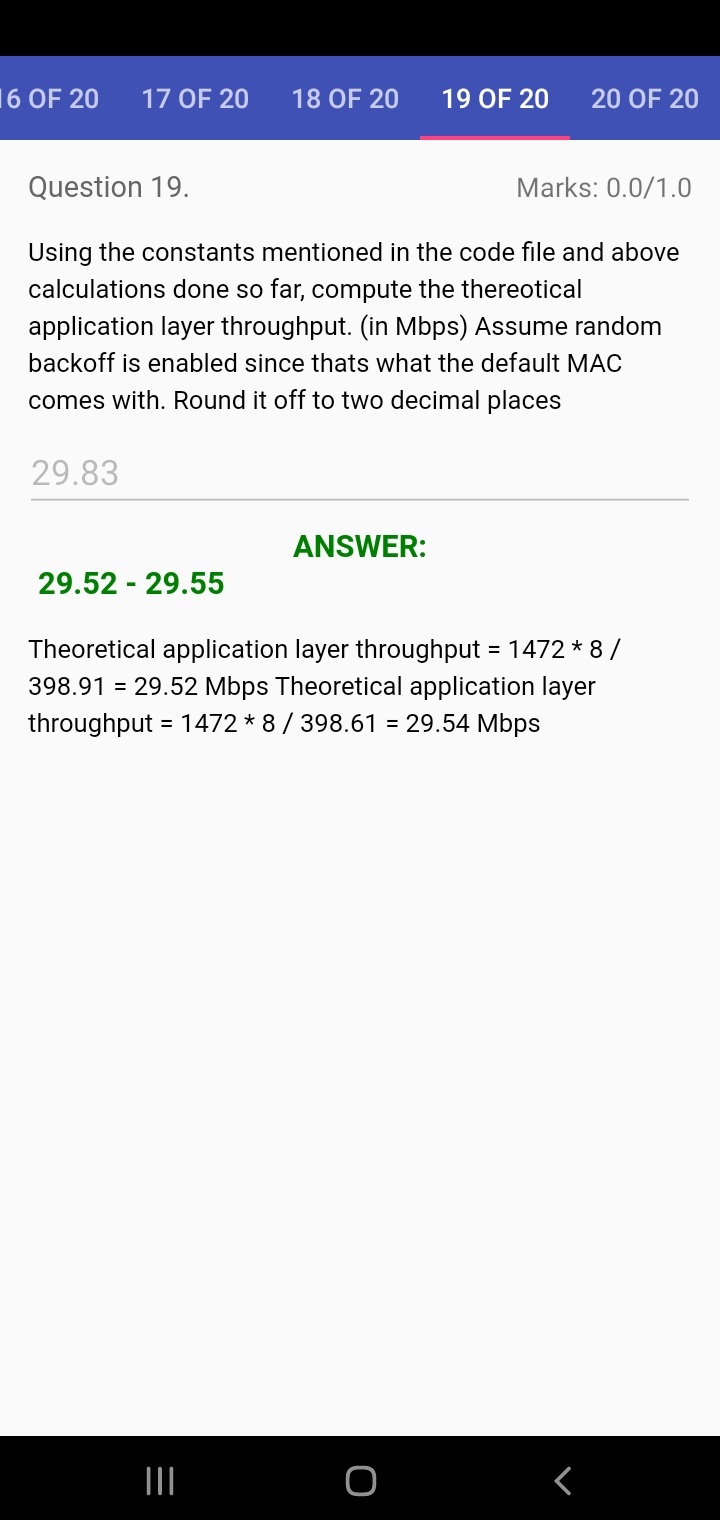 16 OF 20 17 OF 20 18 OF 20 19 OF 20 20 OF 20
Question 19. Marks: 0.0/1.0
Using the constants mentioned in the code file and above
calculations done so far, compute the thereotical
application layer throughput. (in Mbps) Assume random
backoff is enabled since thats what the default MAC
comes with. Round it off to two decimal places
29.83
ANSWER:
29.52 - 29.55
Theoretical application layer throughput = 1472 * 8 /
398.91 = 29.52 Mbps Theoretical application layer
throughput = 1472 * 8 / 398.61 = 29.54 Mbps